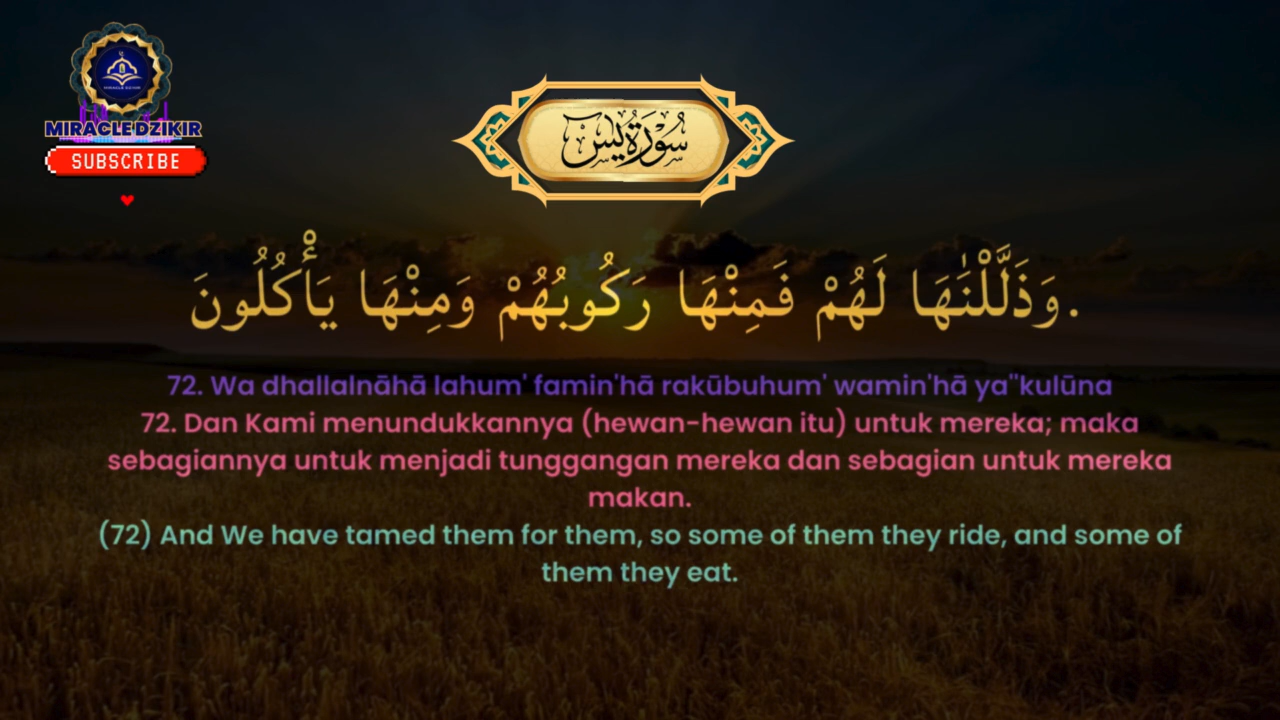 MIRACLE DZIKIR
SUBSCRIBE
سُوْرَةُ يٰسٓ
وَذَلَّلْنٰهَا لَهُمْ فَمِنْهَا رَكُوبُهُمْ وَمِنْهَا يَأْكُلُونَ.
72. Wa dhallalnāhā lahum' famin'hā rakūbuhum' wamin'hā ya"kulūna
72. Dan Kami menundukkannya (hewan-hewan itu) untuk mereka; maka
sebagiannya untuk menjadi tunggangan mereka dan sebagian untuk mereka
makan.
(72) And We have tamed them for them, so some of them they ride, and some of
them they eat.